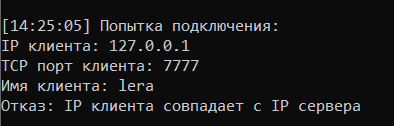 [14:25:05] Попытка подключения:
IP клиента: 127.0.0.1
TCP порт клиента: 7777
Имя клиента: lera
Отказ: IP клиента совпадает с IP сервера